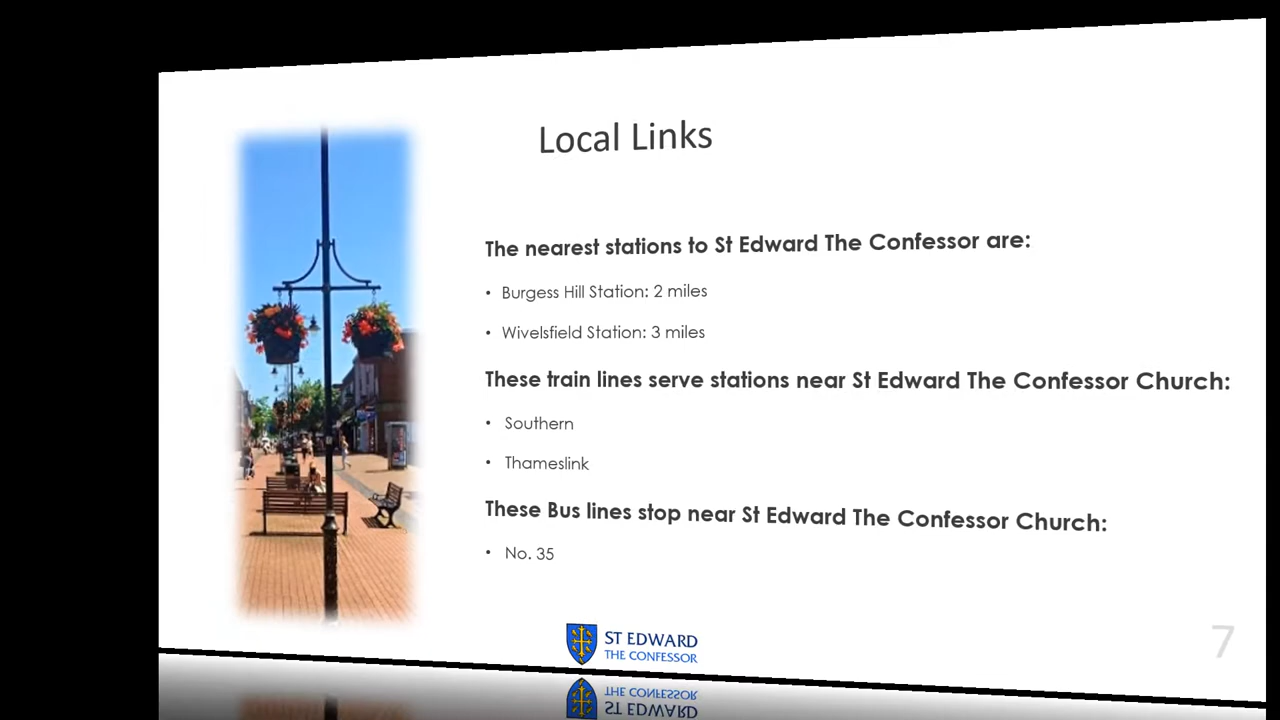 Local Links
The nearest stations to St Edward The Confessor are:
• Burgess Hill Station: 2 miles
• Wivelsfield Station: 3 miles
These train lines serve stations near St Edward The Confessor Church:
• Southern
• Thameslink
These Bus lines stop near St Edward The Confessor Church:
• No. 35
ST EDWARD
THE CONFESSOR
7